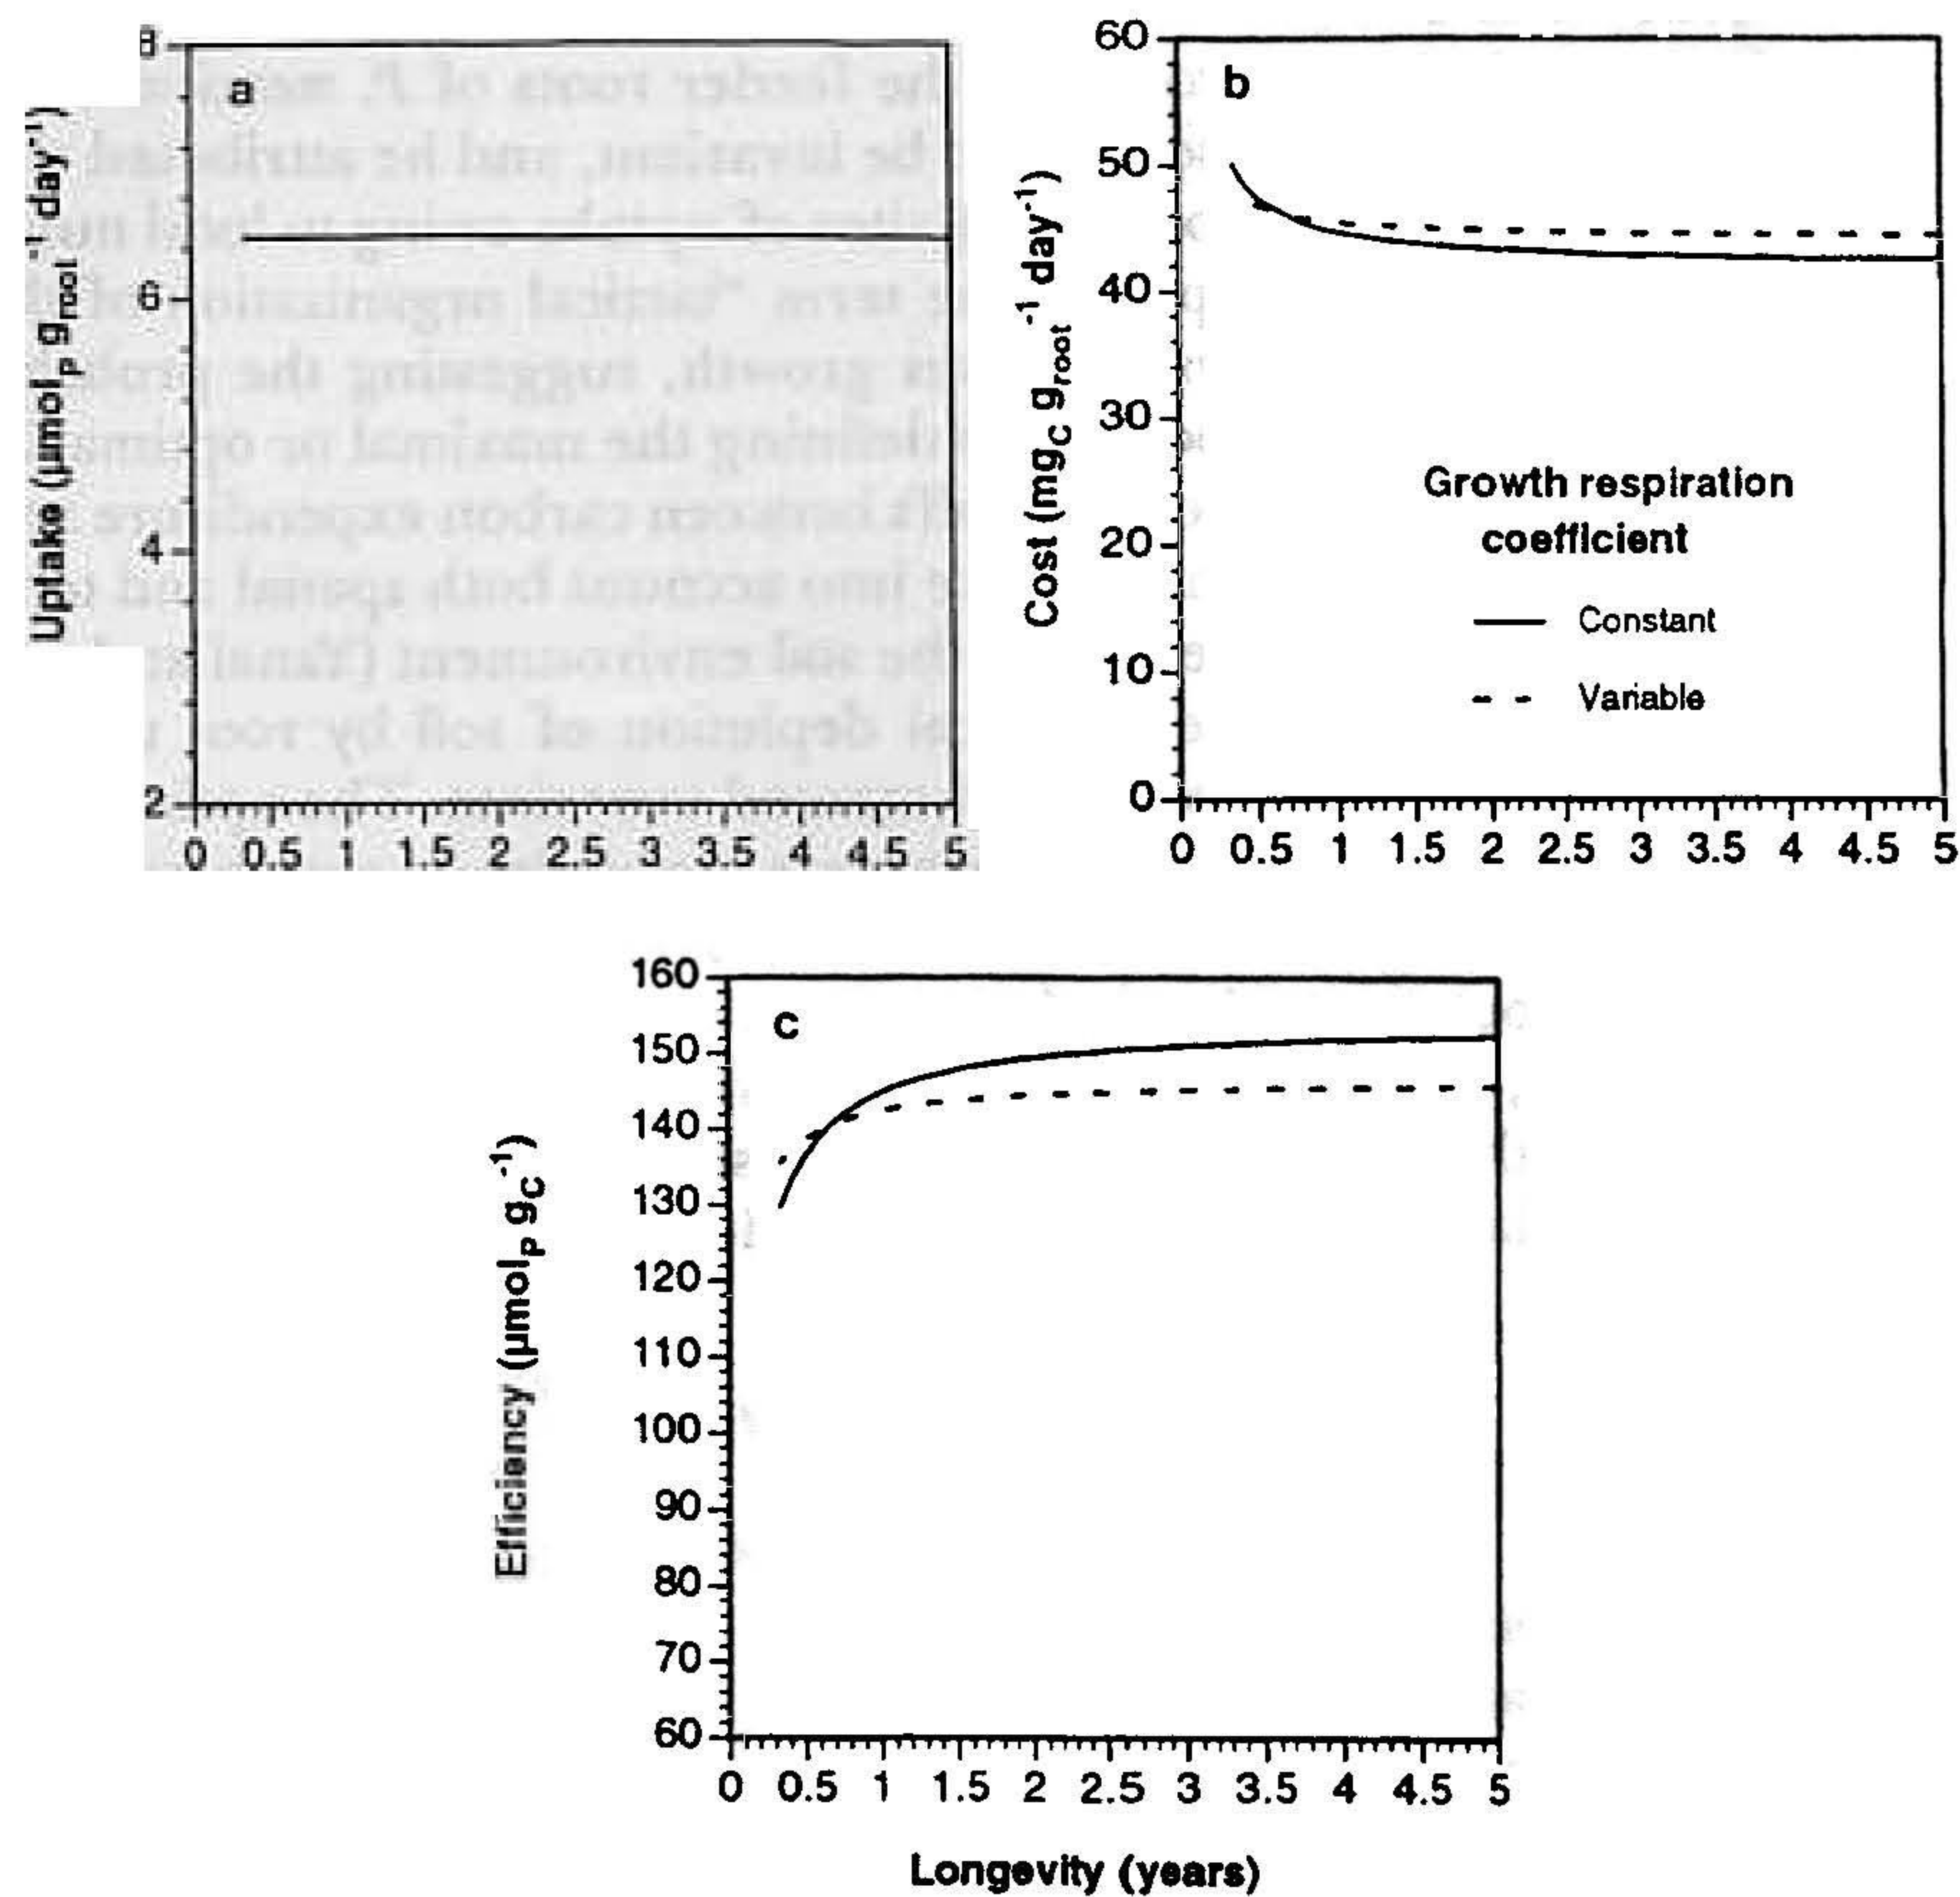 8
a
6
4
2
Uptake (µmolP groot-1 day-1)
0 0.5 1 1.5 2 2.5 3 3.5 4 4.5 5
60
b
50
40
30
20
10
0
Cost (mgC groot-1 day-1)
Growth respiration
coefficient
Constant
Variable
0 0.5 1 1.5 2 2.5 3 3.5 4 4.5 5
160
c
150
140
130
120
110
100
90
80
70
60
Efficiency (µmolP gC-1)
0 0.5 1 1.5 2 2.5 3 3.5 4 4.5 5
Longevity (years)